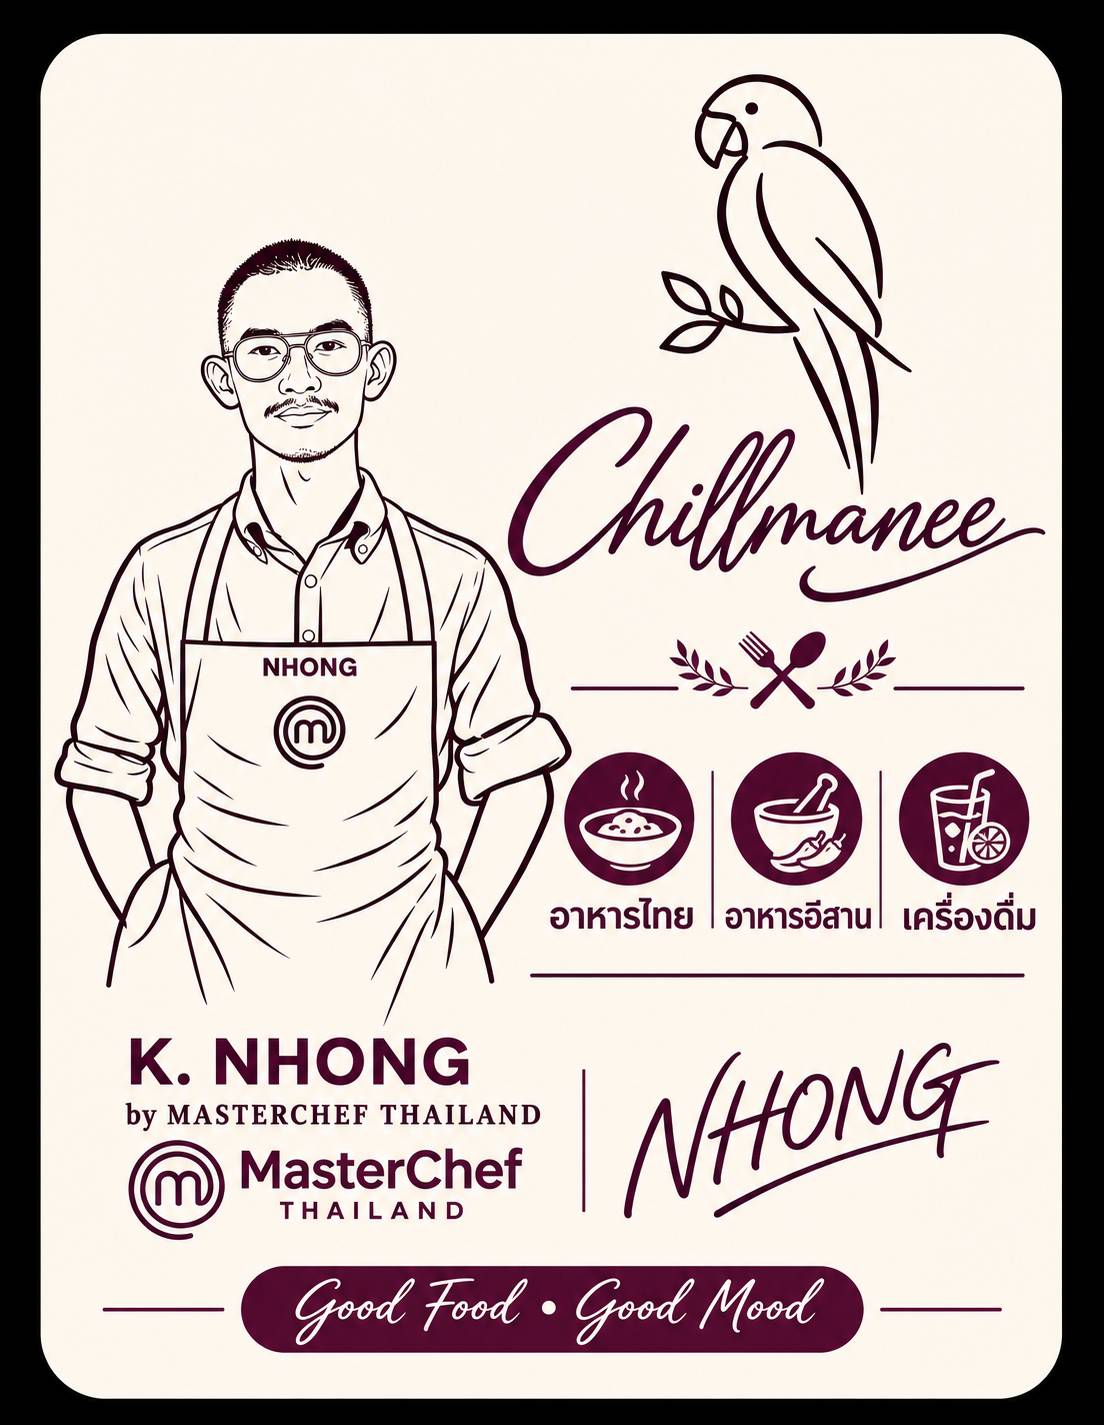 Chillmanee
NHONG
m
อาหารไทย
อาหารอีสาน
เครื่องดื่ม
K. NHONG
by MASTERCHEF THAILAND
m MasterChef
THAILAND
NHONG
Good Food • Good Mood